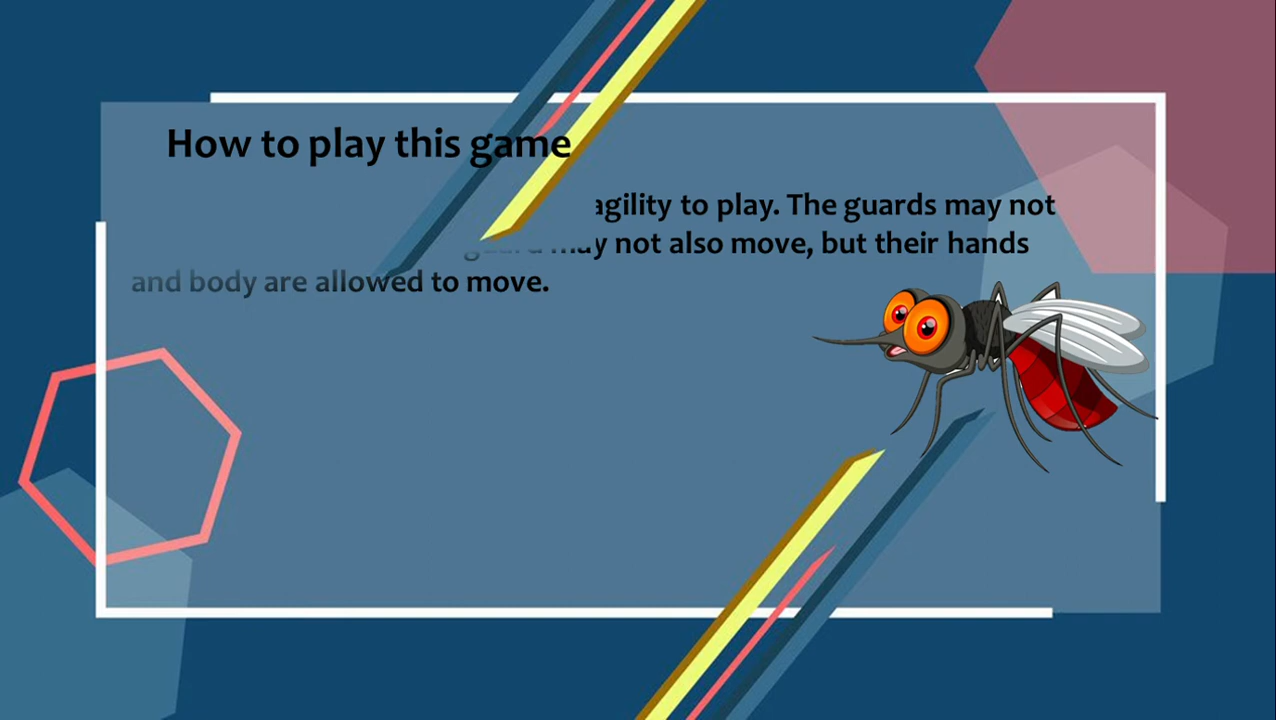 How to play this game
agility to play. The guards may not
may not also move, but their hands
and body are allowed to move.